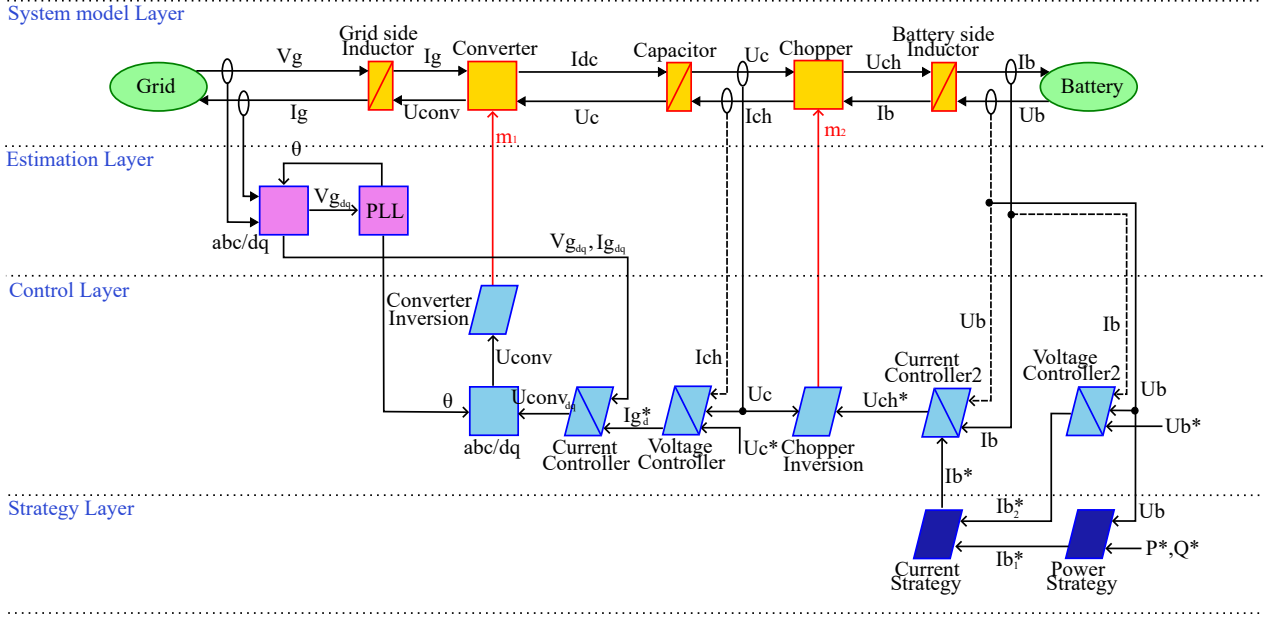 System model Layer
Grid side
Inductor
Converter
Capacitor
Chopper
Battery side
Inductor
Vg
Ig
Idc
Uc
Uch
Ib
Grid
Battery
Ig
Uconv
Uc
Ich
Ib
Ub
m1
m2
Estimation Layer
θ
Vgdq
PLL
abc/dq
Vgdq,Igdq
Control Layer
Converter
Inversion
Uconv
Ich
Ub
Ib
Current
Controller2
Voltage
Controller2
θ
Uconvdq
Igd*
Uc
Uch*
Ib
Ub
Ub*
abc/dq
Current
Controller
Voltage
Controller
Uc*
Chopper
Inversion
Ib*
Strategy Layer
Ib2*
Ub
Ib1*
P*,Q*
Current
Strategy
Power
Strategy